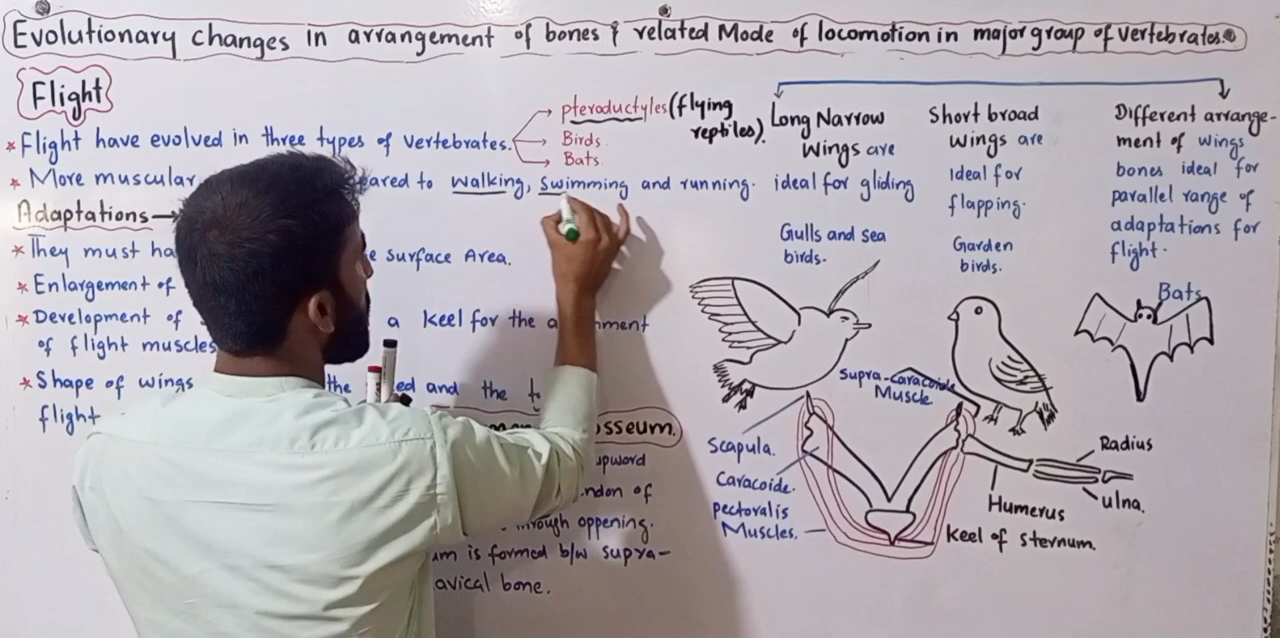 Evolutionary changes in arrangement of bones & related Mode of locomotion in major group of vertebrates.
Flight
* Flight have evolved in three types of vertebrates.
pteroductyles (flying reptiles).
Birds
Bats
* More muscular
pared to walking, swimming and running.
Adaptations →
* They must ha
e surface Area.
* Enlargement of
* Development of
a keel for the a
nment
of flight muscles
* Shape of wings
the
ed and the t
flight
osseum.
upword
ndon of
through oppening.
um is formed b/w supra-
avical bone.
Long Narrow
Wings are
ideal for gliding
Gulls and sea
birds.
Short broad
wings are
Ideal for
flapping.
Garden
birds.
Different arrange-
ment of wings
bones ideal for
parallel range of
adaptations for
flight.
Bats
Supra-caracoide
Muscle
Scapula.
Caracoide.
pectoralis
Muscles.
Radius
ulna.
Humerus
keel of sternum.